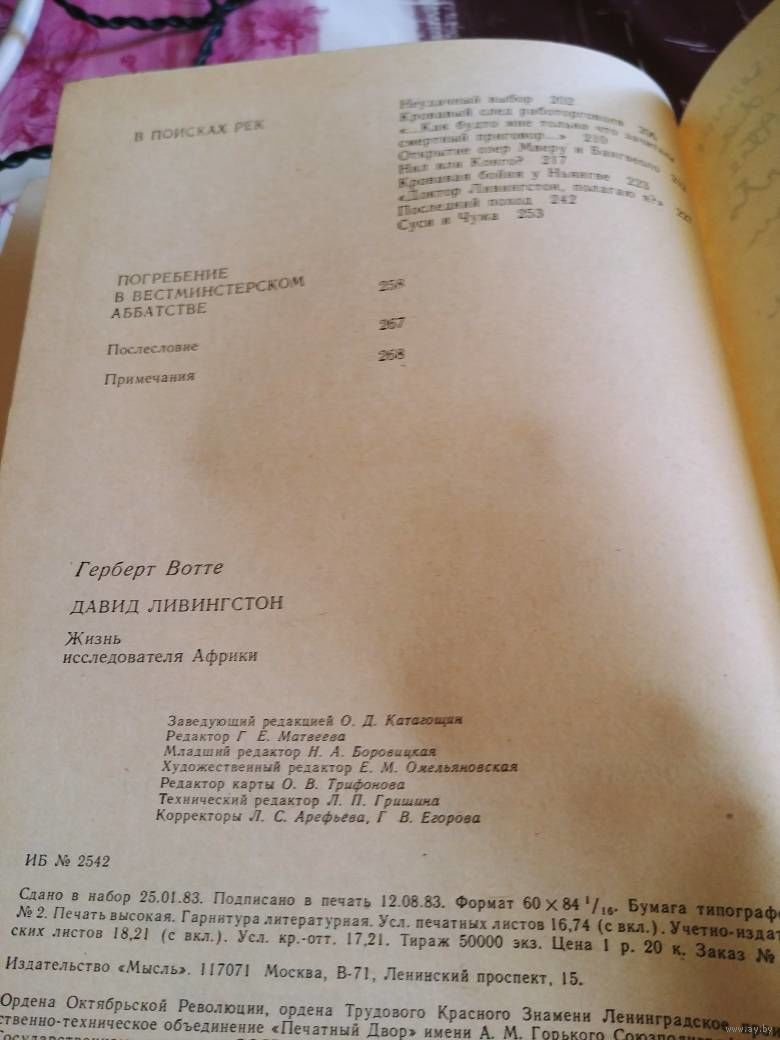 В ПОИСКАХ РЕК
Неудачный выбор 202
Кровавый след работорговцев
«...Как будто мне только что зачитали
смертный приговор...» 210
Открытие озер Мверу и Бангвеоло
Нил или Конго? 217
Кровавая бойня у Ньянгве 223
«Доктор Ливингстон, полагаю я?»
Последний поход 242
Суси и Чума 253
ПОГРЕБЕНИЕ
В ВЕСТМИНСТЕРСКОМ
АББАТСТВЕ 258
Послесловие 267
Примечания 268
Герберт Вотте
ДАВИД ЛИВИНГСТОН
Жизнь
исследователя Африки
Заведующий редакцией О. Д. Катагощин
Редактор Г Е. Матвеева
Младший редактор Н. А. Боровицкая
Художественный редактор Е. М. Омельяновская
Редактор карты О. В. Трифонова
Технический редактор Л. П. Гришина
Корректоры Л. С. Арефьева, Г В. Егорова
ИБ № 2542
Сдано в набор 25.01.83. Подписано в печать 12.08.83. Формат 60×84 1/16. Бумага типограф
№ 2. Печать высокая. Гарнитура литературная. Усл. печатных листов 16,74 (с вкл.). Учетно-издат
ских листов 18,21 (с вкл.). Усл. кр.-отт. 17,21. Тираж 50000 экз. Цена 1 р. 20 к. Заказ №
Издательство «Мысль». 117071 Москва, В-71, Ленинский проспект, 15.
Ордена Октябрьской Революции, ордена Трудового Красного Знамени Ленинградское
ственно-техническое объединение «Печатный Двор» имени А. М. Горького
www.ay.by